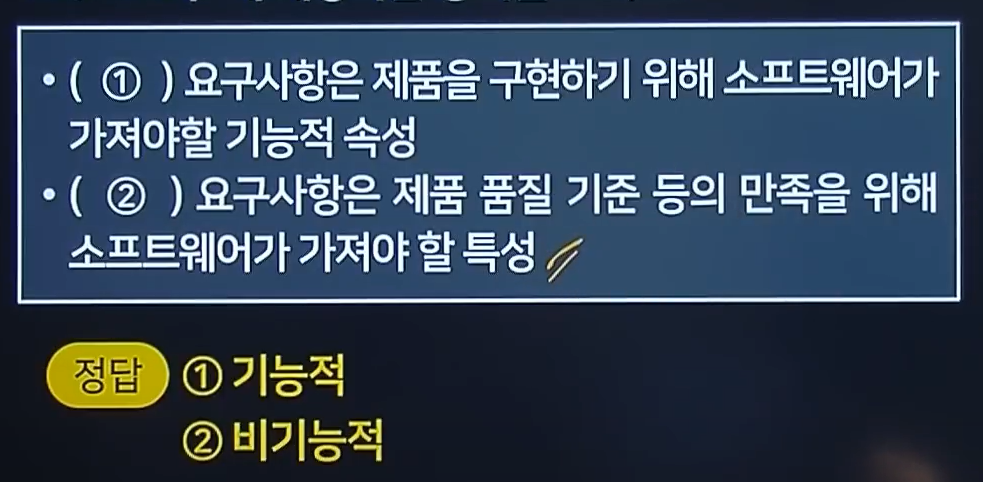 • ( ① ) 요구사항은 제품을 구현하기 위해 소프트웨어가
가져야할 기능적 속성
• ( ② ) 요구사항은 제품 품질 기준 등의 만족을 위해
소프트웨어가 가져야 할 특성
정답 ① 기능적
② 비기능적